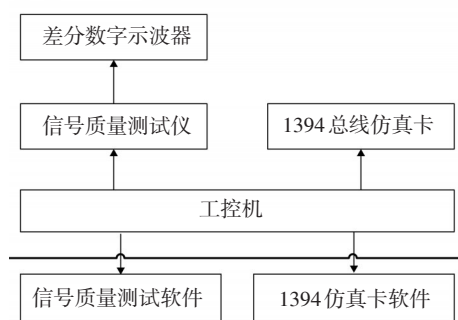 差分数字示波器
信号质量测试仪
1394总线仿真卡
工控机
信号质量测试软件
1394仿真卡软件